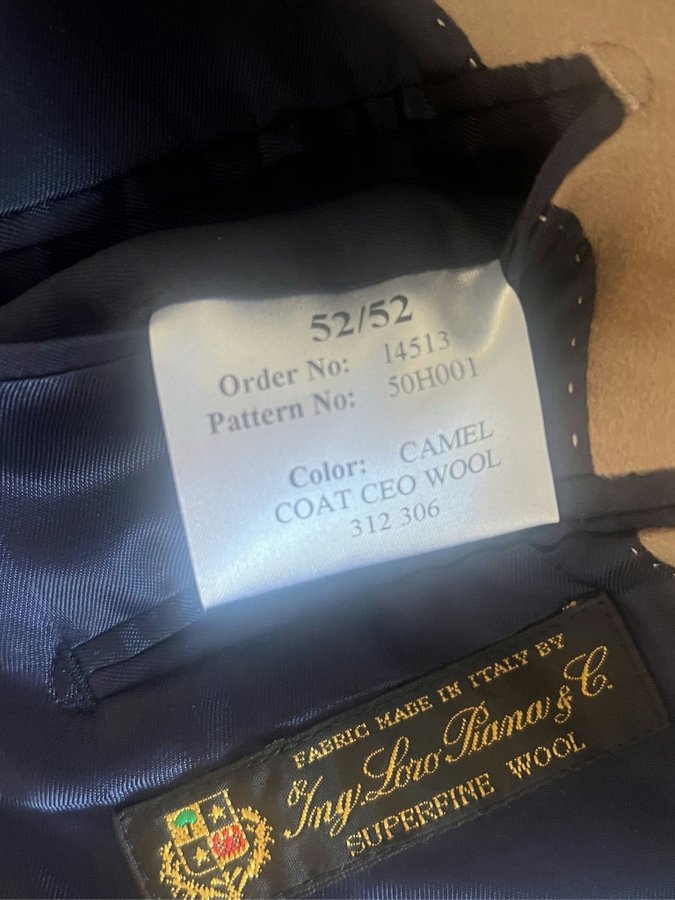 52/52
Order No: 14513
Pattern No: 50H001
Color: CAMEL
COAT CEO WOOL
312 306
FABRIC MADE IN ITALY BY
Ing. Loro Piana & C.
SUPERFINE WOOL